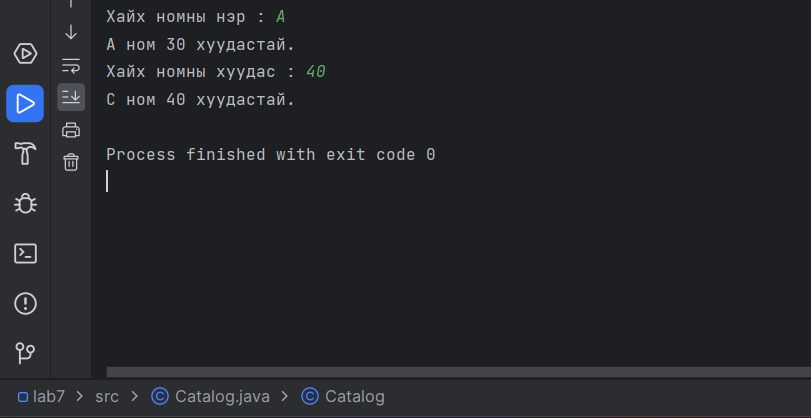 Хайх номны нэр : A
A ном 30 хуудастай.
Хайх номны хуудас : 40
C ном 40 хуудастай.
Process finished with exit code 0
lab7 > src > Catalog.java > Catalog